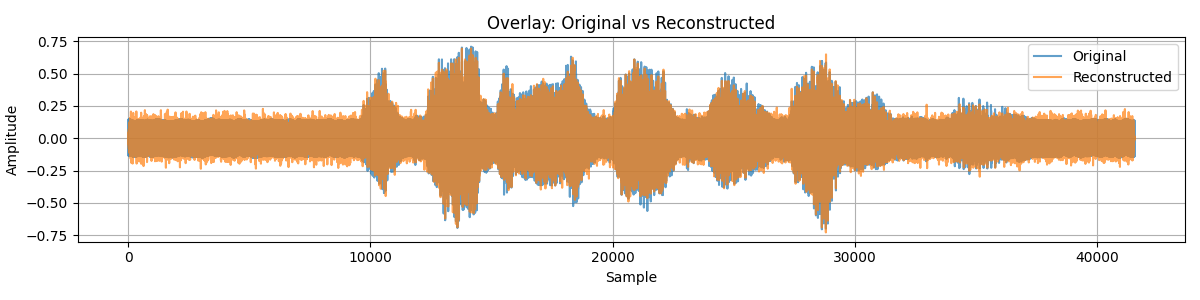 Overlay: Original vs Reconstructed
Original
Reconstructed
Amplitude
0.75
0.50
0.25
0.00
−0.25
−0.50
−0.75
0
10000
20000
30000
40000
Sample